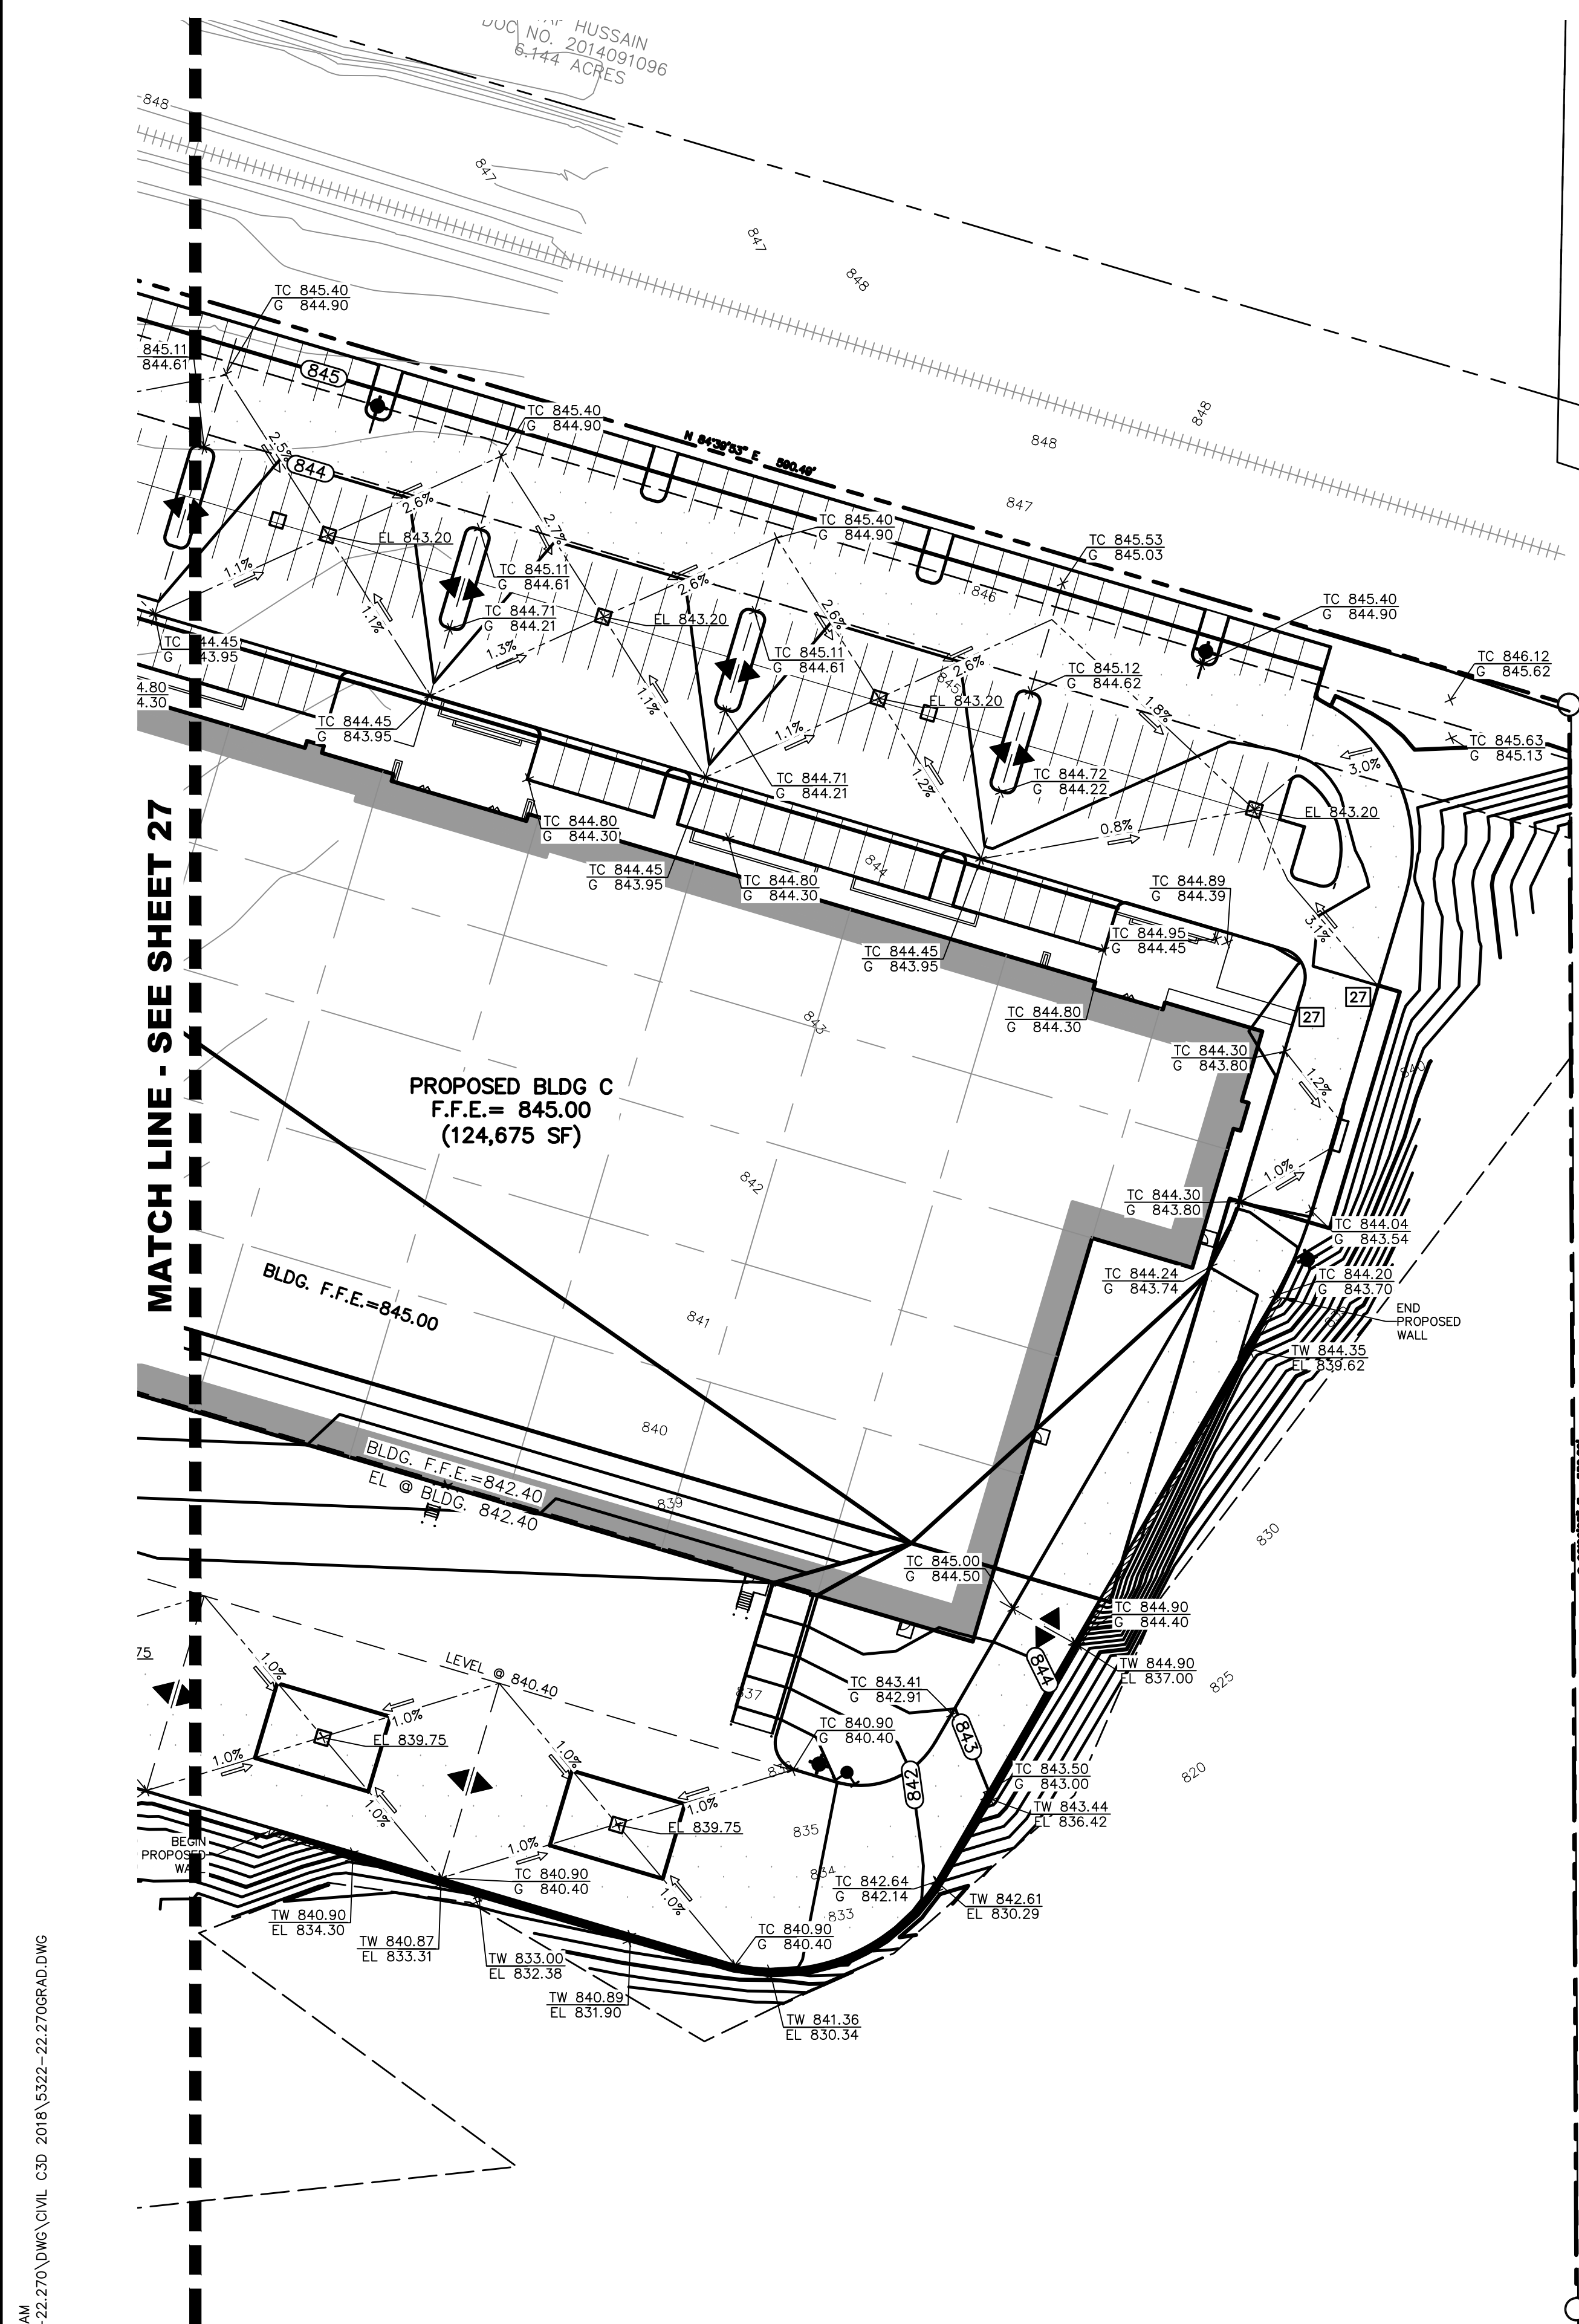 HUSSAIN
DOC NO. 2014091096
6.144 ACRES
848
847
847
848
TC 845.40
G 844.90
845.11
844.61
845
TC 845.40
G 844.90
848
848
N 84°39'53" E 590.49'
2.5%
844
2.6%
847
TC 845.40
G 844.90
2.7%
EL 843.20
TC 845.53
G 845.03
TC 845.11
G 844.61
1.1%
2.6%
846
TC 845.40
G 844.90
TC 844.71
G 844.21
1.1%
EL 843.20
2.6%
TC 844.45
G 843.95
1.3%
TC 845.11
G 844.61
2.6%
TC 845.12
G 844.62
TC 846.12
G 845.62
4.80
4.30
845
EL 843.20
1.1%
1.8%
TC 844.45
G 843.95
1.1%
TC 845.63
G 845.13
3.0%
TC 844.71
G 844.21
1.2%
TC 844.72
G 844.22
EL 843.20
TC 844.80
G 844.30
0.8%
TC 844.45
G 843.95
844
TC 844.80
G 844.30
TC 844.89
G 844.39
3.1%
TC 844.95
G 844.45
TC 844.45
G 843.95
27
27
TC 844.80
G 844.30
843
TC 844.30
G 843.80
840
1.2%
MATCH LINE - SEE SHEET 27
PROPOSED BLDG C
F.F.E.= 845.00
(124,675 SF)
842
1.0%
TC 844.30
G 843.80
TC 844.04
G 843.54
TC 844.24
G 843.74
TC 844.20
G 843.70
BLDG. F.F.E.=845.00
841
END
PROPOSED
WALL
TW 844.35
EL 839.62
840
BLDG. F.F.E.=842.40
EL @ BLDG. 842.40
839
830
TC 845.00
G 844.50
TC 844.90
G 844.40
75
LEVEL @ 840.40
1.0%
844
TW 844.90
EL 837.00
825
TC 843.41
G 842.91
837
1.0%
TC 840.90
G 840.40
843
EL 839.75
1.0%
1.0%
842
TC 843.50
G 843.00
820
1.0%
1.0%
TW 843.44
EL 836.42
EL 839.75
835
BEGIN
PROPOSED
WALL
1.0%
834
TC 840.90
G 840.40
1.0%
TC 842.64
G 842.14
TW 842.61
EL 830.29
833
TW 840.90
EL 834.30
TC 840.90
G 840.40
TW 840.87
EL 833.31
TW 833.00
EL 832.38
TW 840.89
EL 831.90
TW 841.36
EL 830.34
AM
-22.270\DWG\CIVIL C3D 2018\5322-22.270GRAD.DWG